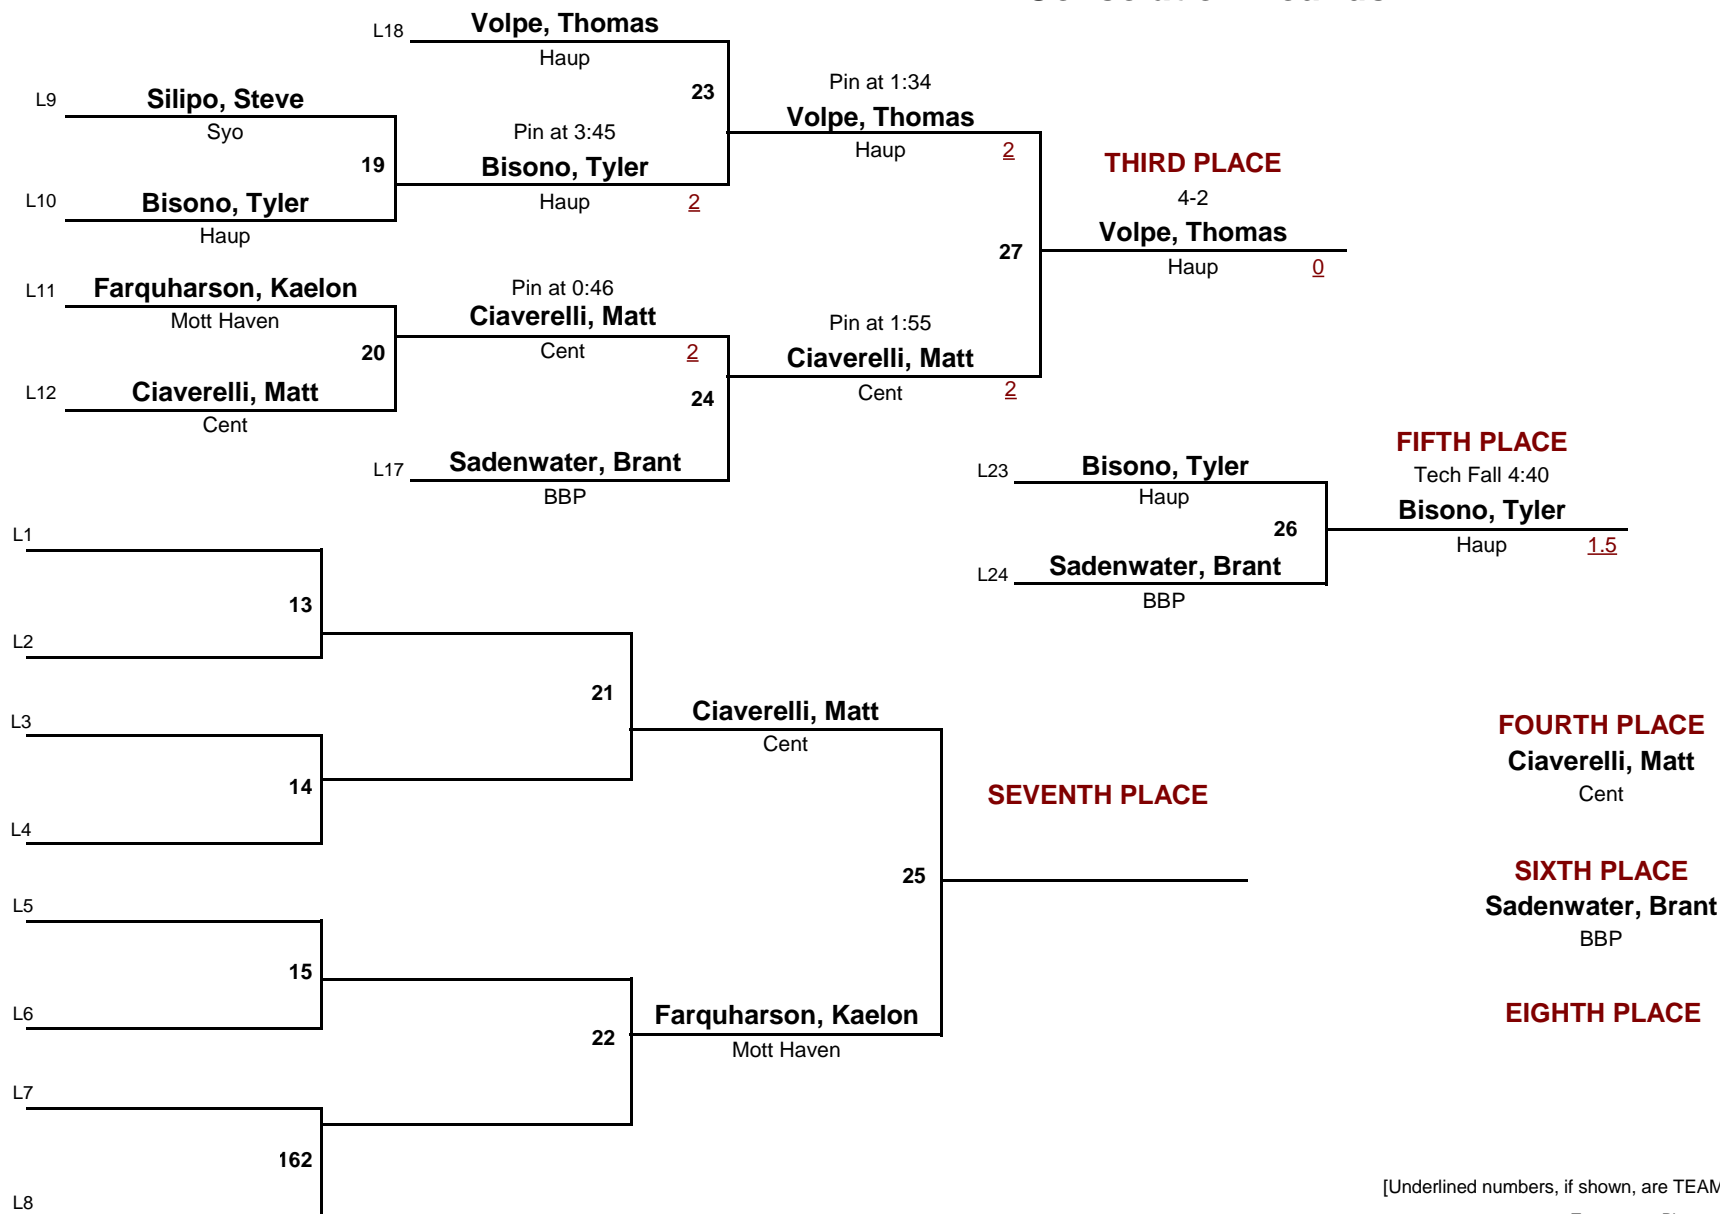 L18 Volpe, Thomas
Haup
23
Pin at 1:34
L9 Silipo, Steve
Volpe, Thomas
Syo
Pin at 3:45
Haup 2
THIRD PLACE
19
Bisono, Tyler
4-2
L10 Bisono, Tyler
Haup 2
Volpe, Thomas
Haup
27
Haup 0
L11 Farquharson, Kaelon
Pin at 0:46
Mott Haven
Ciaverelli, Matt
Pin at 1:55
20
Cent 2
Ciaverelli, Matt
L12 Ciaverelli, Matt
24
Cent 2
Cent
FIFTH PLACE
L17 Sadenwater, Brant
L23 Bisono, Tyler
Tech Fall 4:40
BBP
Haup
Bisono, Tyler
L1
26
Haup 1.5
L24 Sadenwater, Brant
13
BBP
L2
21
L3
Ciaverelli, Matt
FOURTH PLACE
Cent
Ciaverelli, Matt
14
SEVENTH PLACE
Cent
L4
25
SIXTH PLACE
L5
Sadenwater, Brant
BBP
15
L6
Farquharson, Kaelon
EIGHTH PLACE
22
Mott Haven
L7
162
L8
[Underlined numbers, if shown, are TEAM